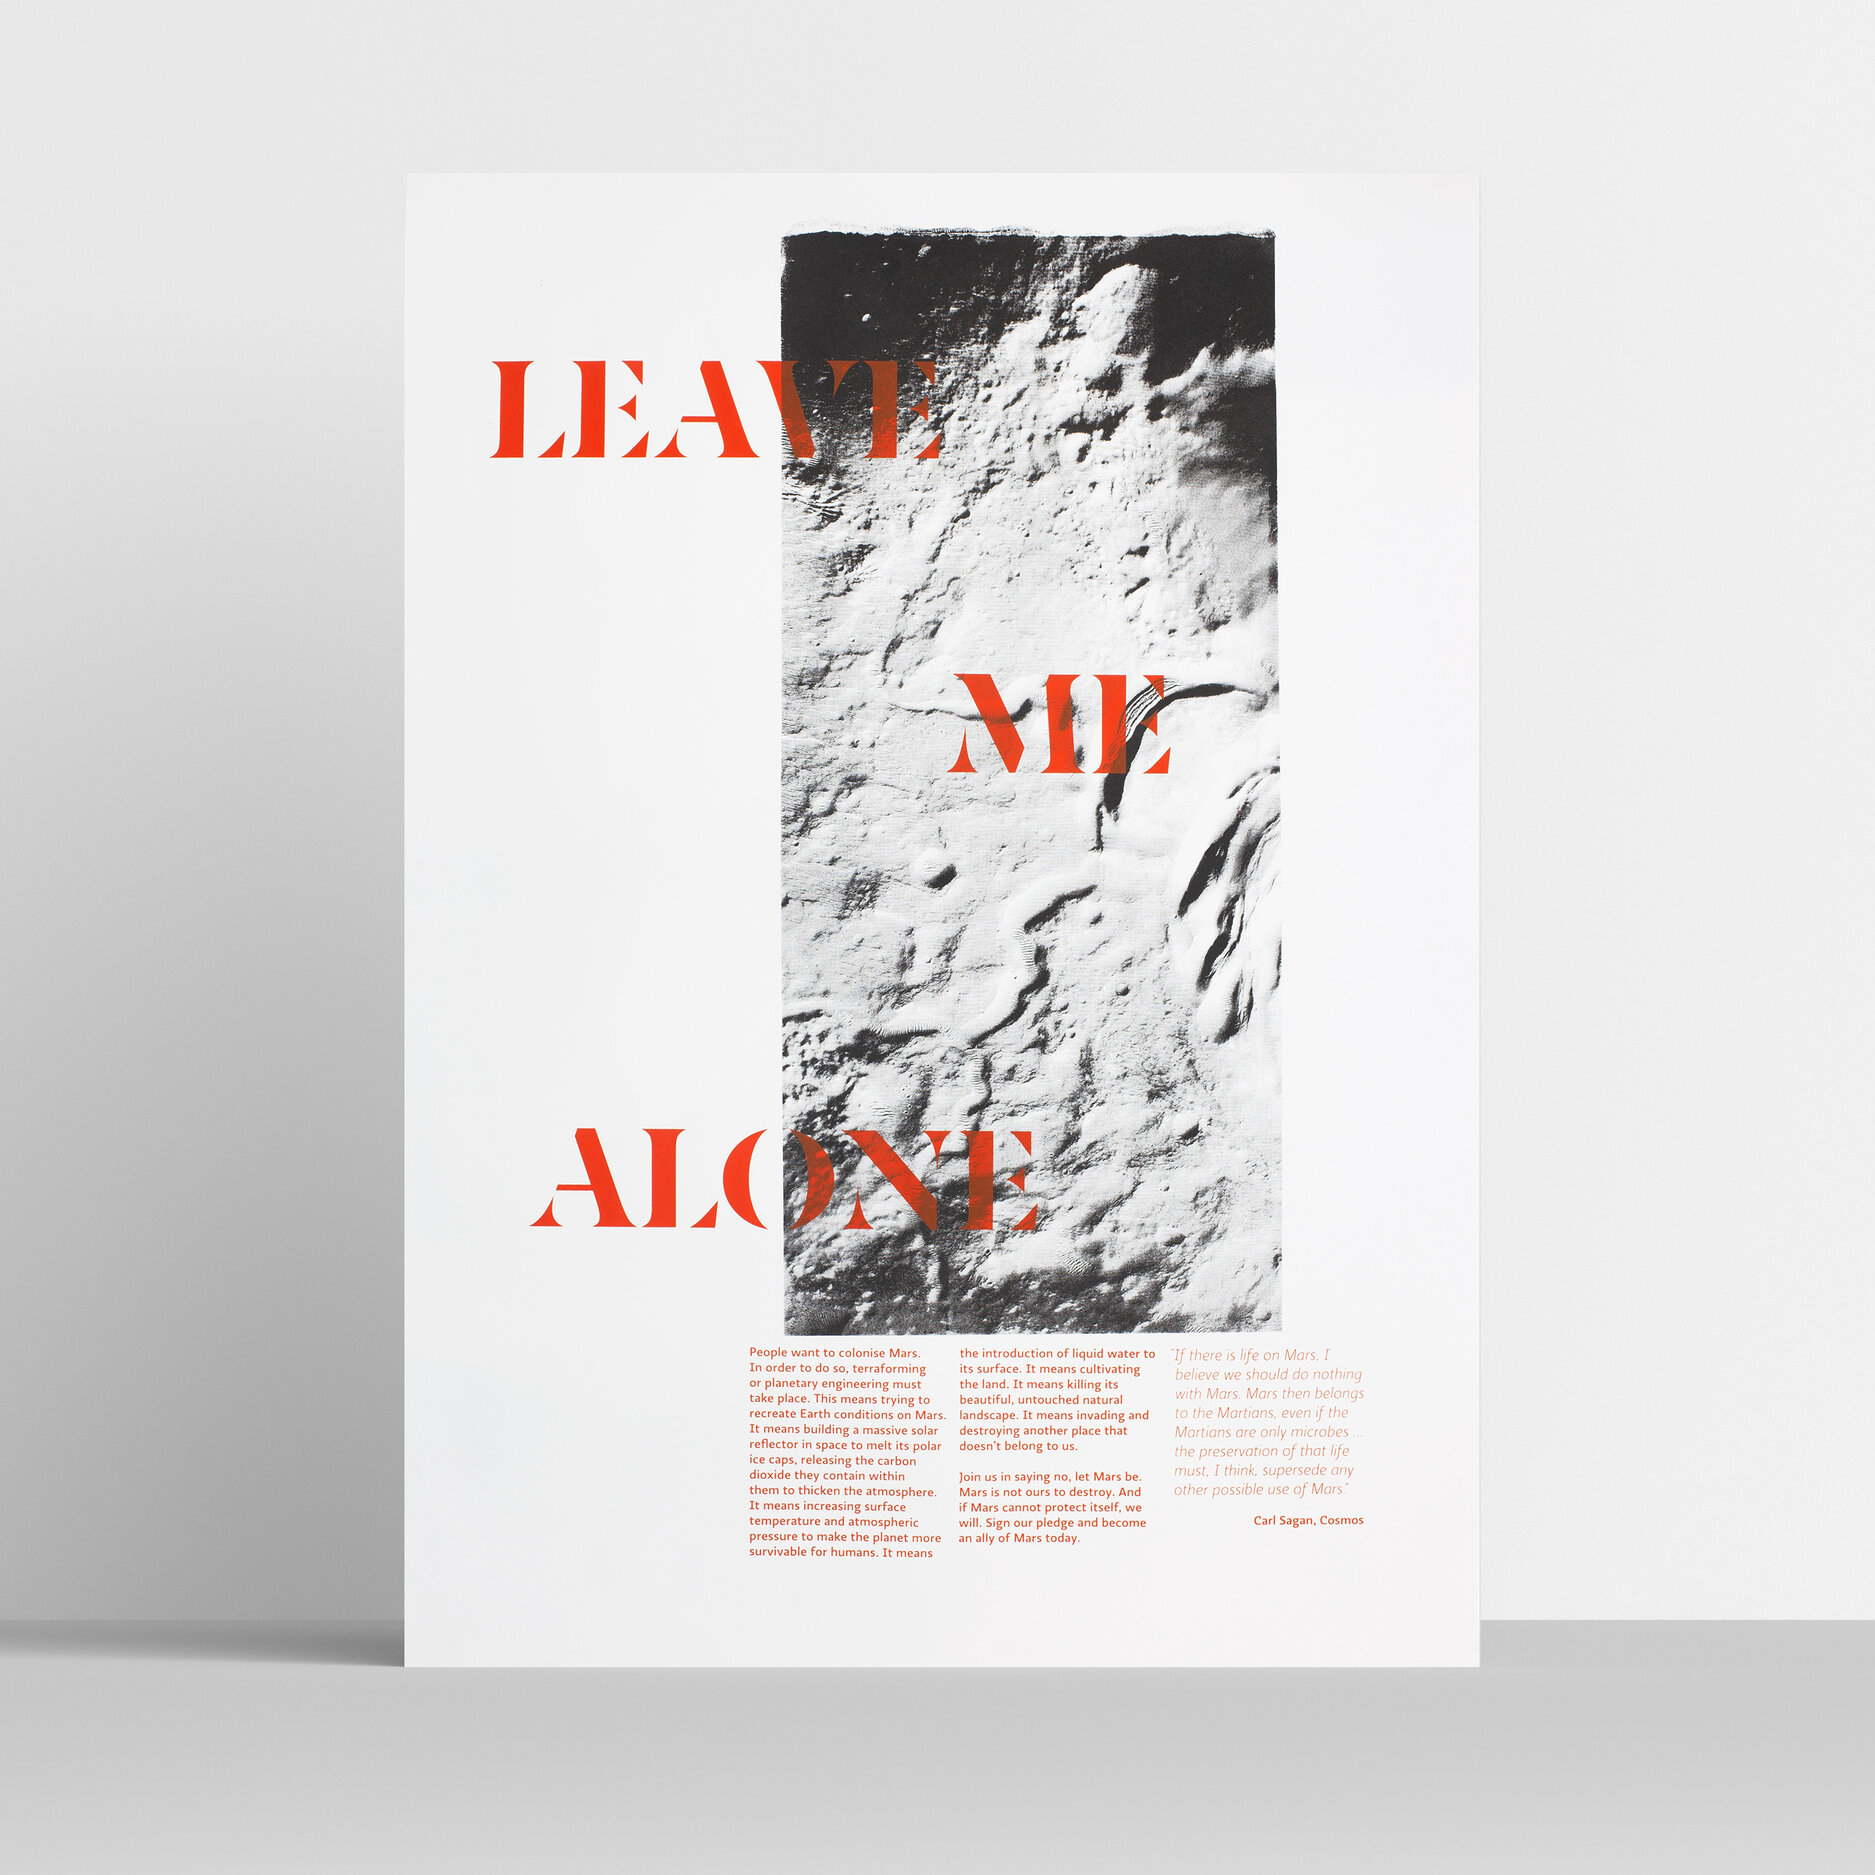 LEAVE
ME
ALONE
People want to colonise Mars.
In order to do so, terraforming
or planetary engineering must
take place. This means trying to
recreate Earth conditions on Mars.
It means building a massive solar
reflector in space to melt its polar
ice caps, releasing the carbon
dioxide they contain within
them to thicken the atmosphere.
It means increasing surface
temperature and atmospheric
pressure to make the planet more
survivable for humans. It means
the introduction of liquid water to
its surface. It means cultivating
the land. It means killing its
beautiful, untouched natural
landscape. It means invading and
destroying another place that
doesn't belong to us.
Join us in saying no, let Mars be.
Mars is not ours to destroy. And
if Mars cannot protect itself, we
will. Sign our pledge and become
an ally of Mars today.
"If there is life on Mars, I
believe we should do nothing
with Mars. Mars then belongs
to the Martians, even if the
Martians are only microbes ...
the preservation of that life
must, I think, supersede any
other possible use of Mars."
Carl Sagan, Cosmos